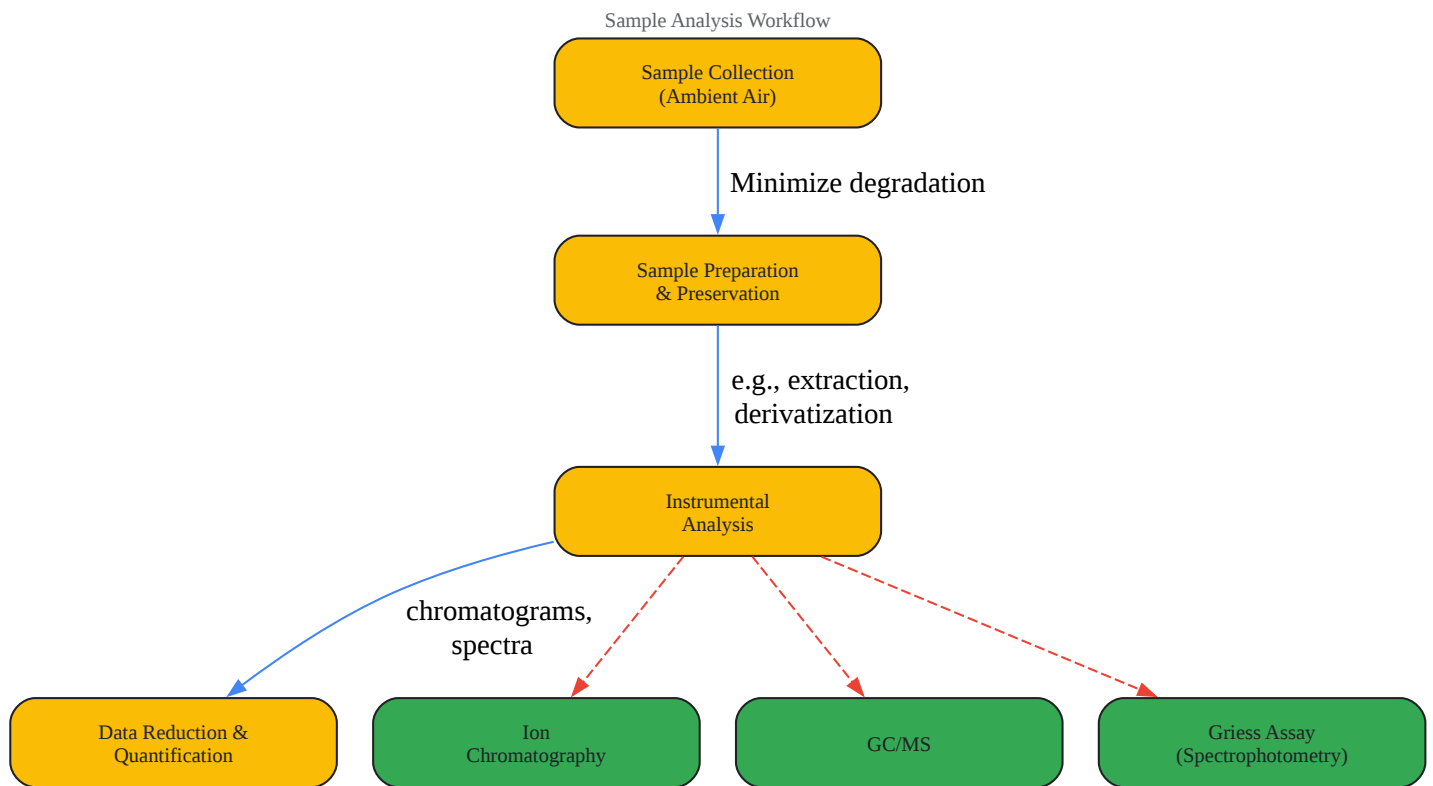 Sample Analysis Workflow
Sample Collection
(Ambient Air)
Minimize degradation
Sample Preparation
& Preservation
e.g., extraction,
derivatization
Instrumental
Analysis
chromatograms,
spectra
Data Reduction &
Quantification
Ion
Chromatography
GC/MS
Griess Assay
(Spectrophotometry)